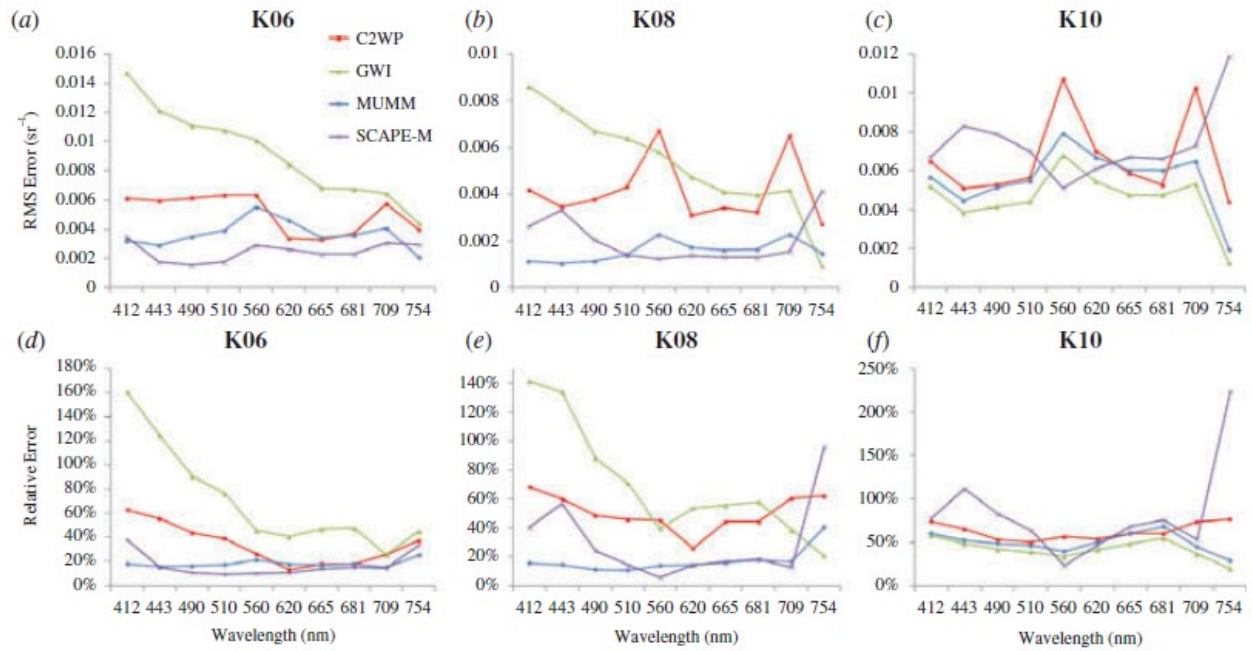 (a) K06
(b) K08
(c) K10
C2WP
GWI
MUMM
SCAPE-M
RMS Error (sr⁻¹)
0.016
0.014
0.012
0.010
0.008
0.006
0.004
0.002
0
412 443 490 510 560 620 665 681 709 754
0.01
0.008
0.006
0.004
0.002
0
412 443 490 510 560 620 665 681 709 754
0.012
0.010
0.008
0.006
0.004
0.002
0
412 443 490 510 560 620 665 681 709 754
(d) K06
(e) K08
(f) K10
Relative Error
180%
160%
140%
120%
100%
80%
60%
40%
20%
0%
412 443 490 510 560 620 665 681 709 754
Wavelength (nm)
140%
120%
100%
80%
60%
40%
20%
0%
412 443 490 510 560 620 665 681 709 754
Wavelength (nm)
250%
200%
150%
100%
50%
0%
412 443 490 510 560 620 665 681 709 754
Wavelength (nm)